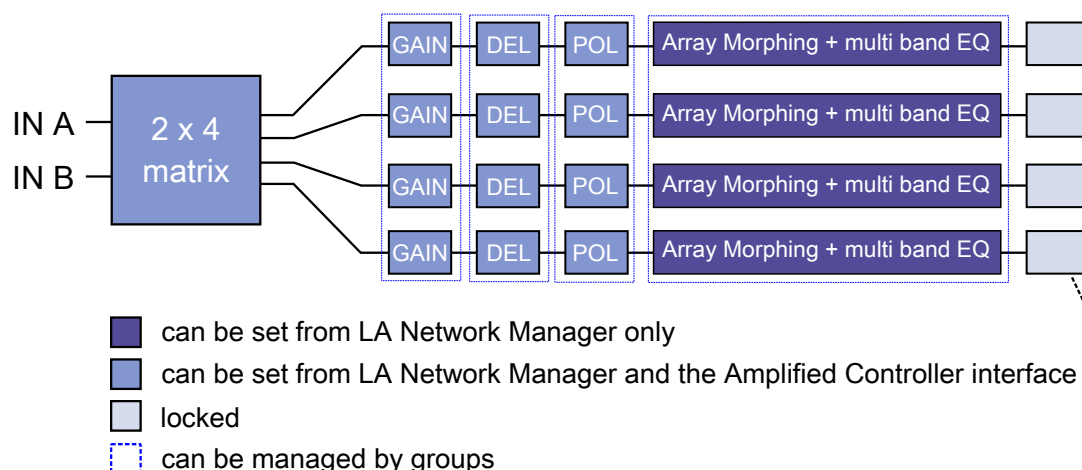 GAIN DEL POL Array Morphing + multi band EQ
IN A
IN B
2 x 4
matrix
GAIN DEL POL Array Morphing + multi band EQ
GAIN DEL POL Array Morphing + multi band EQ
GAIN DEL POL Array Morphing + multi band EQ
can be set from LA Network Manager only
can be set from LA Network Manager and the Amplified Controller interface
locked
can be managed by groups